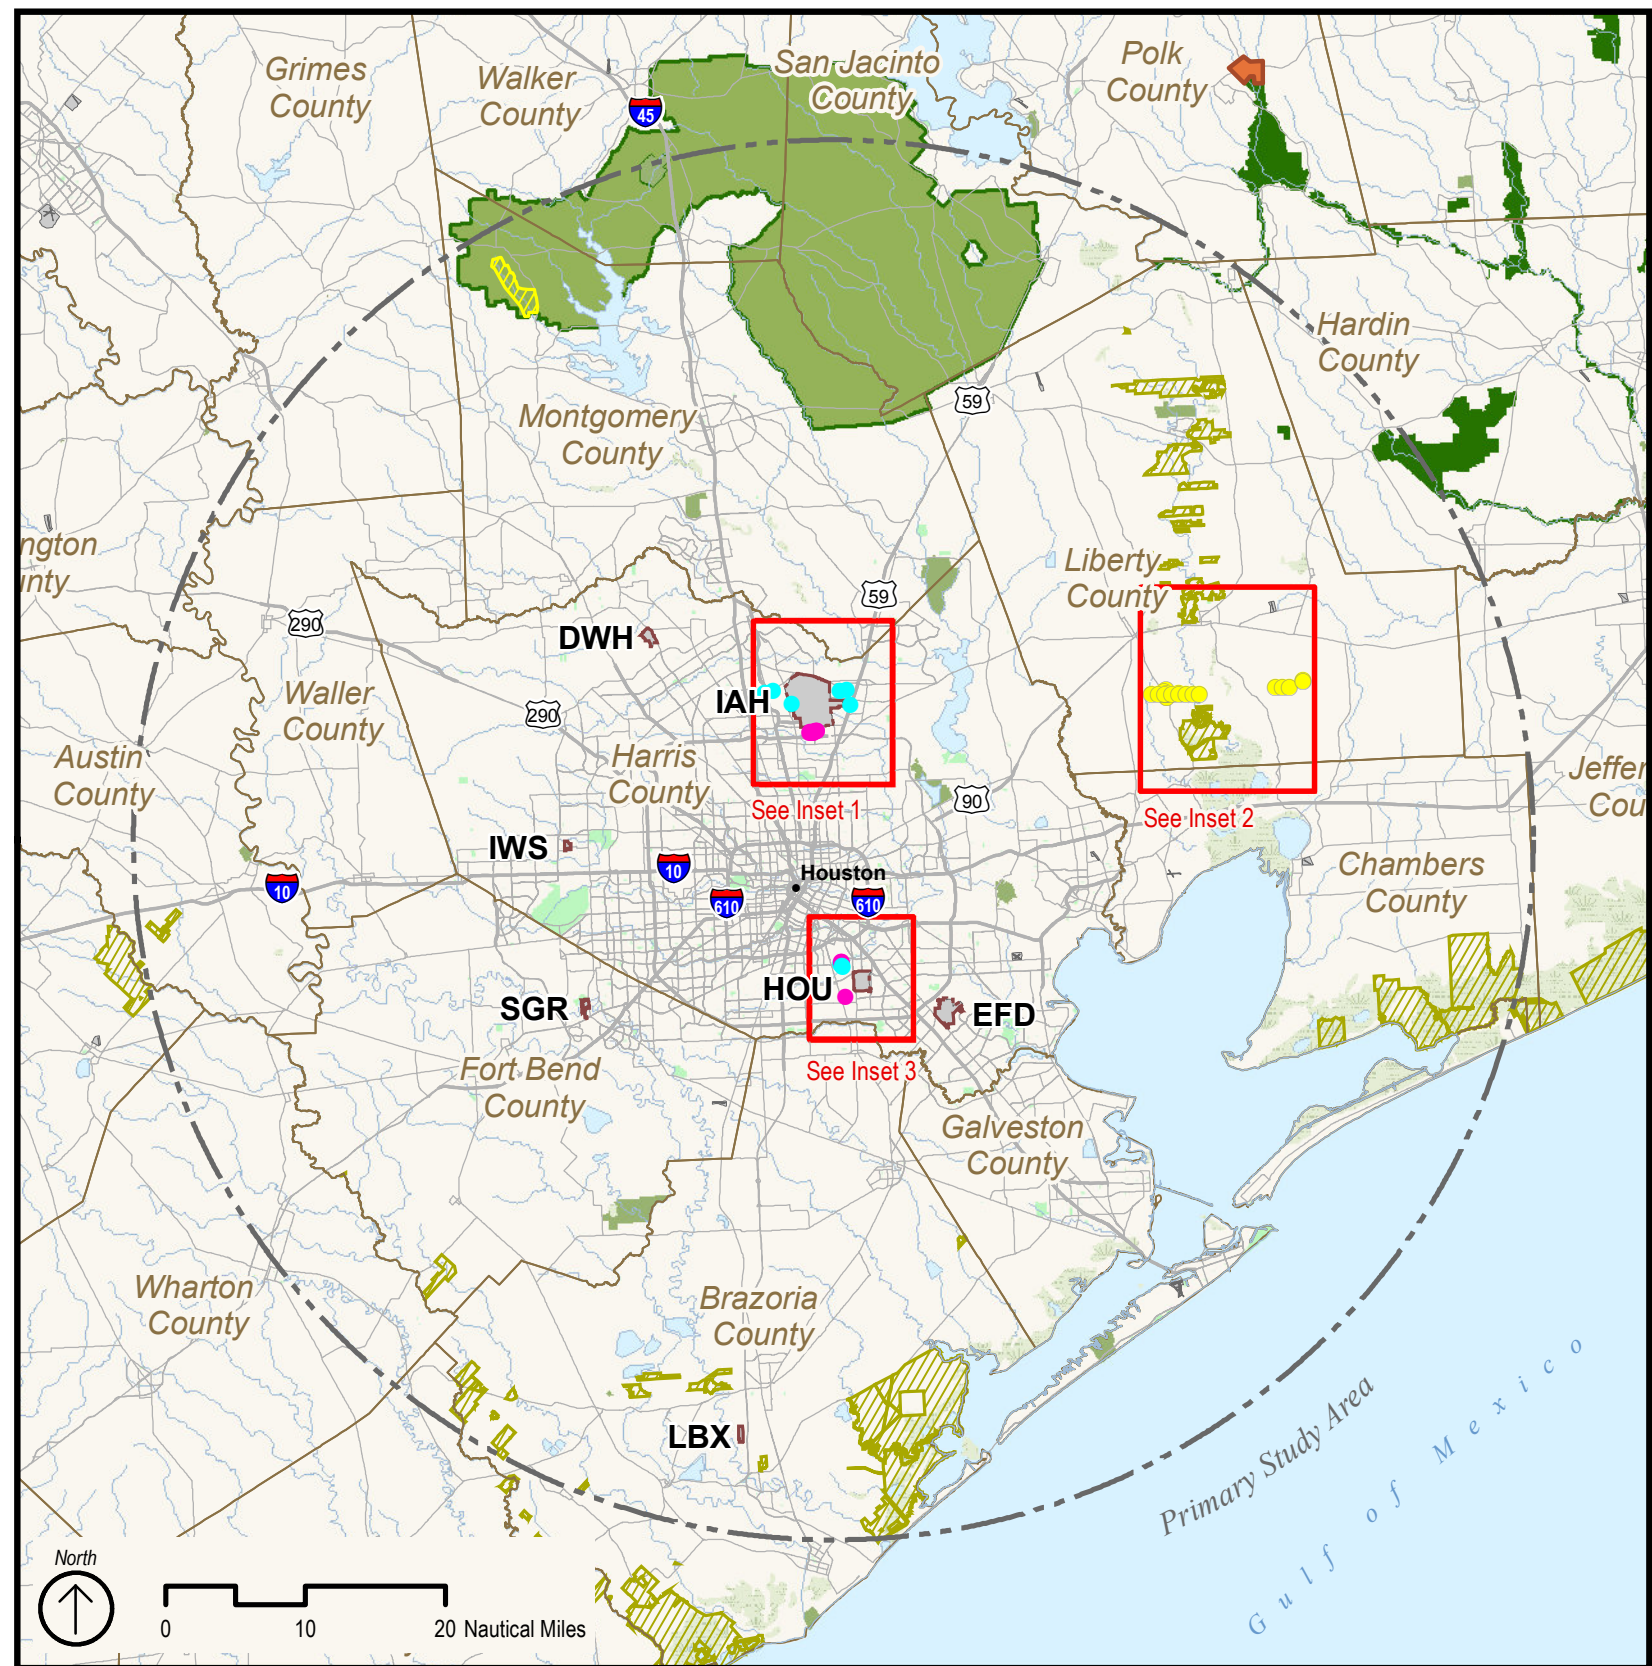 Grimes
County
Walker
County
45
San Jacinto
County
Polk
County
Hardin
County
59
Montgomery
County
ngton
unty
Liberty
County
59
290
DWH
Waller
County
IAH
290
Austin
County
Harris
County
See Inset 1
90
See Inset 2
Jeffer
Cou
IWS
10
10
Houston
610
610
Chambers
County
HOU
SGR
EFD
See Inset 3
Fort Bend
County
Galveston
County
Wharton
County
Brazoria
County
LBX
Primary Study Area
Gulf of Mexico
North
0 10 20 Nautical Miles